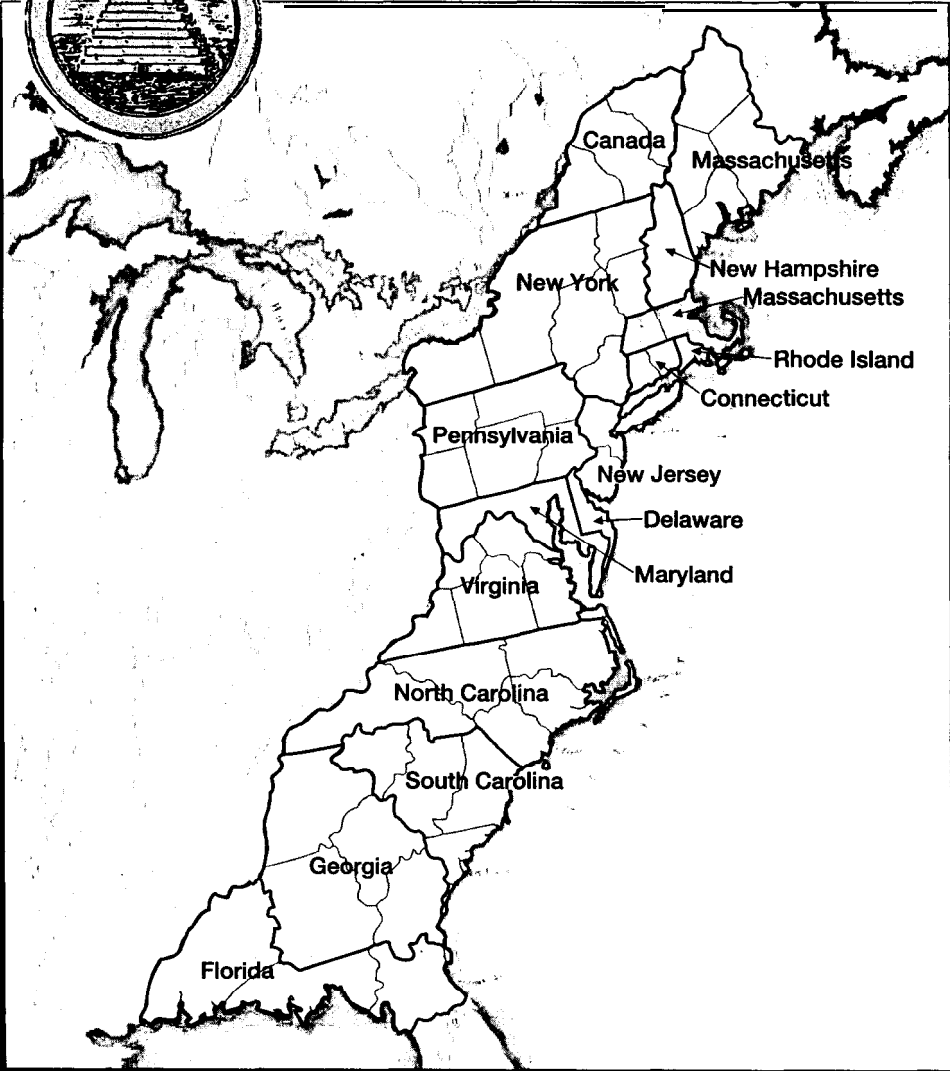 Canada
Massachusetts
New Hampshire
New York
Massachusetts
Rhode Island
Connecticut
Pennsylvania
New Jersey
Delaware
Maryland
Virginia
North Carolina
South Carolina
Georgia
Florida